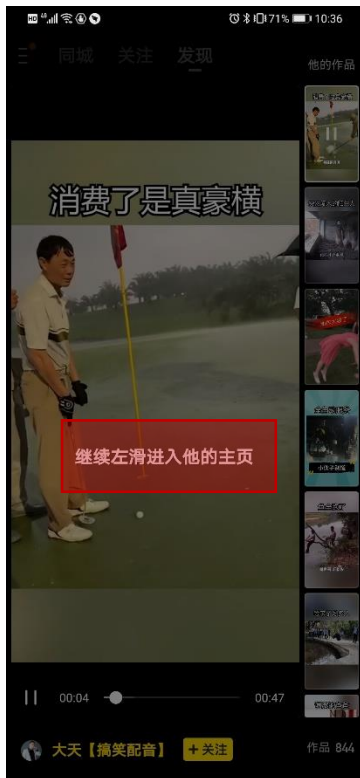 HD 4G 71% 10:36
同城 关注 发现
他的作品
消费了是真豪横
继续左滑进入他的主页
00:04 00:47
大天【搞笑配音】 +关注
作品 844